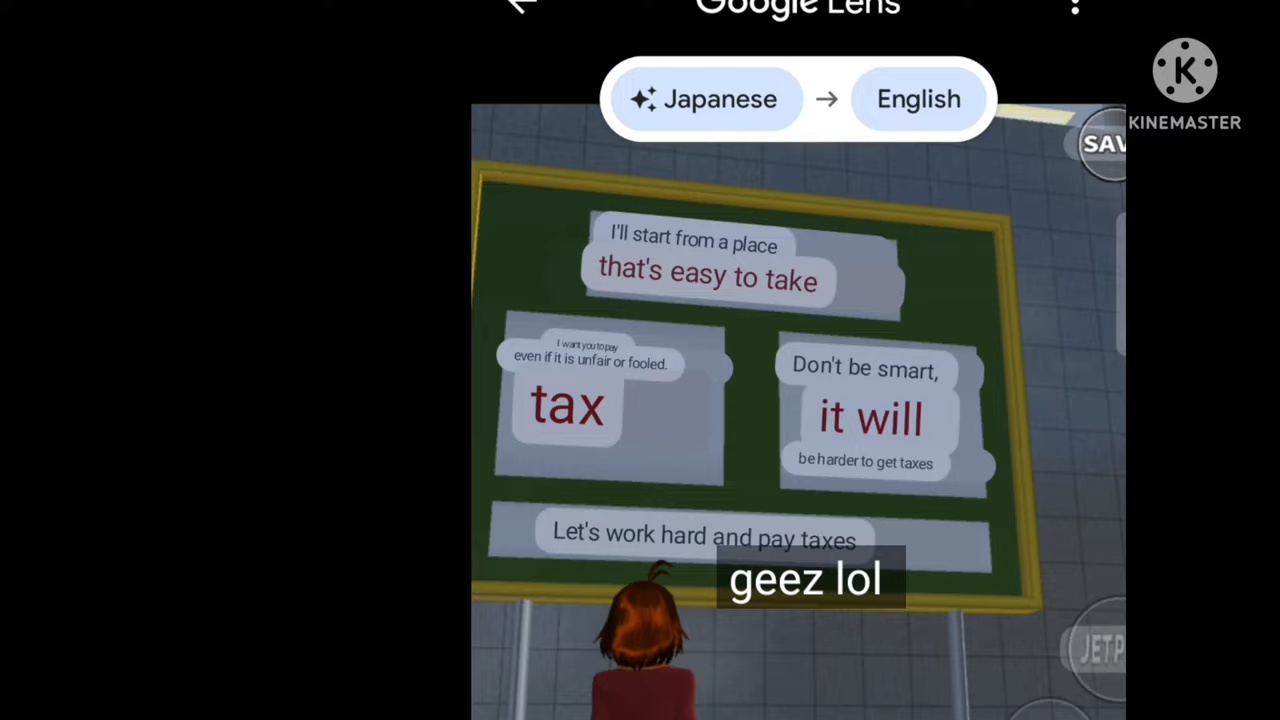 Google Lens
Japanese → English
KINEMASTER
SAV
I'll start from a place
that's easy to take
I want you to pay
even if it is unfair or fooled.
tax
Don't be smart,
it will
be harder to get taxes
Let's work hard and pay taxes
geez lol
JETP